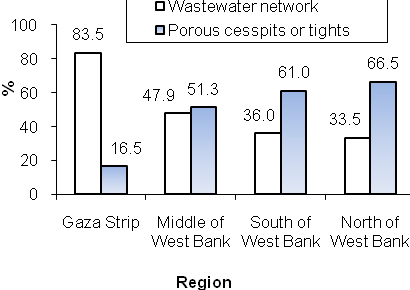 Wastewater network
Porous cesspits or tights
%
100
80
60
40
20
0
83.5
16.5
47.9
51.3
36.0
61.0
33.5
66.5
Gaza Strip
Middle of
West Bank
South of
West Bank
North of
West Bank
Region